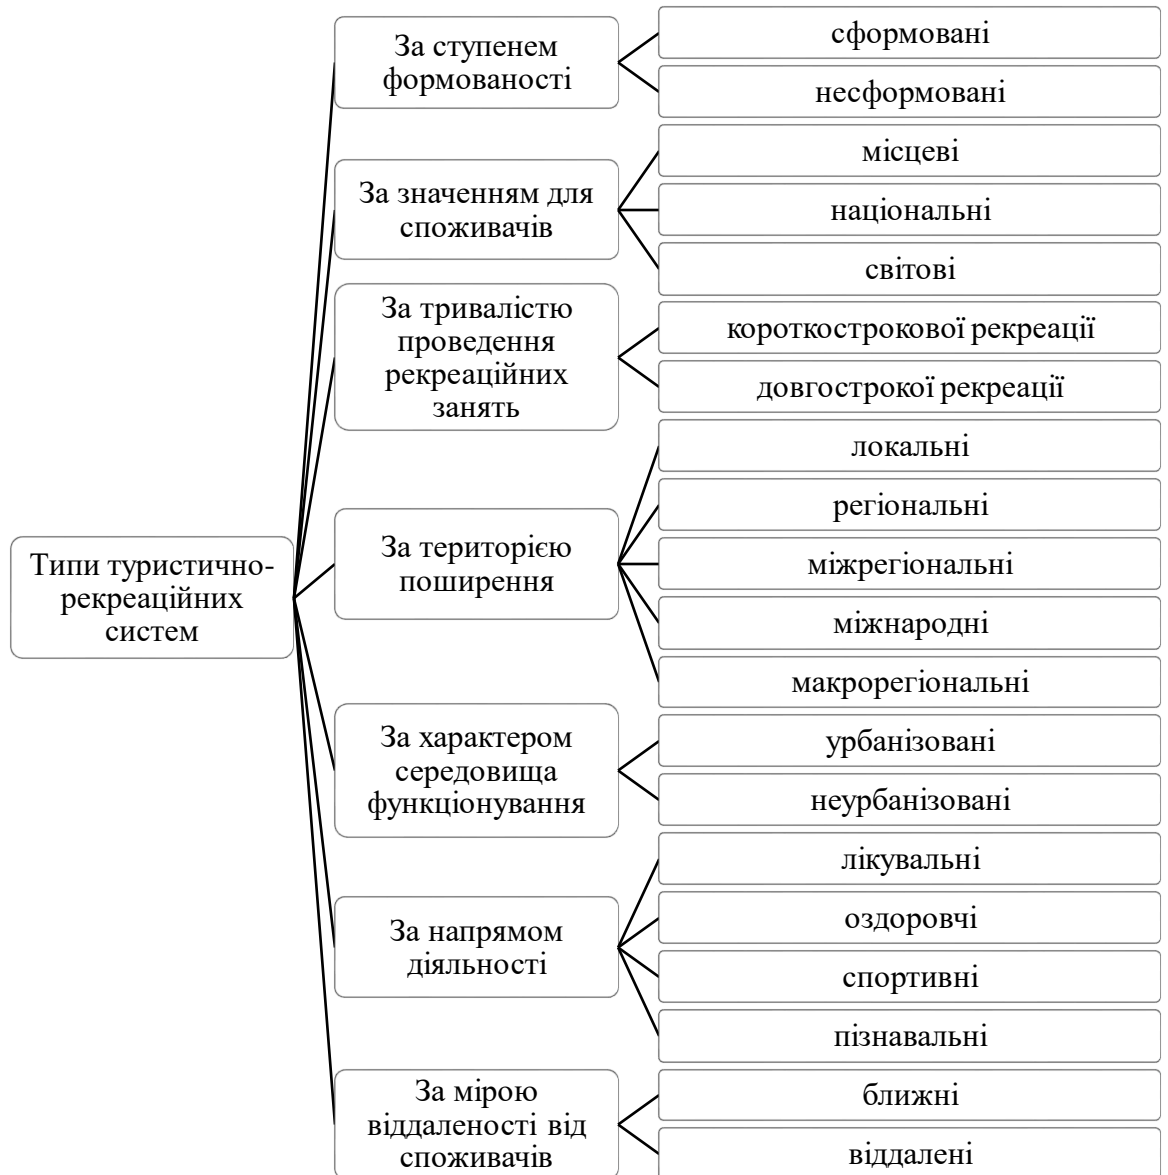 Типи туристично-
рекреаційних
систем
За ступенем
формованості
сформовані
несформовані
За значенням для
споживачів
місцеві
національні
світові
За тривалістю
проведення
рекреаційних
занять
короткострокової рекреації
довгострокої рекреації
За територією
поширення
локальні
регіональні
міжрегіональні
міжнародні
макрорегіональні
За характером
середовища
функціонування
урбанізовані
неурбанізовані
За напрямом
діяльності
лікувальні
оздоровчі
спортивні
пізнавальні
За мірою
віддаленості від
споживачів
ближні
віддалені